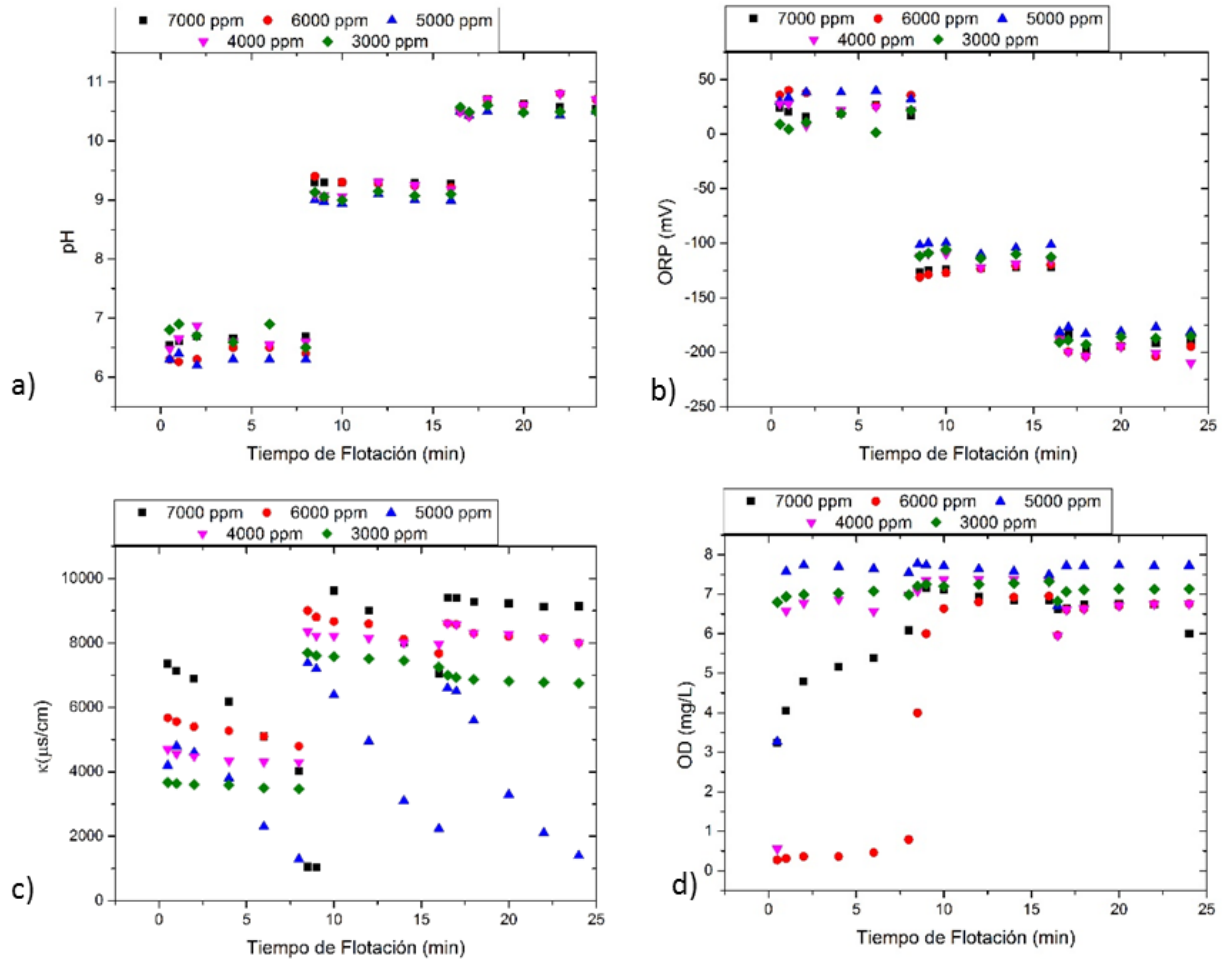 7000 ppm 6000 ppm 5000 ppm
4000 ppm 3000 ppm
11
10
9
8
7
6
pH
0 5 10 15 20
Tiempo de Flotación (min)
a)
7000 ppm 6000 ppm 5000 ppm
4000 ppm 3000 ppm
50
0
-50
-100
-150
-200
-250
ORP (mV)
0 5 10 15 20 25
Tiempo de Flotación (min)
b)
7000 ppm 6000 ppm 5000 ppm
4000 ppm 3000 ppm
10000
8000
6000
4000
2000
0
κ(μs/cm)
0 5 10 15 20 25
Tiempo de Flotación (min)
c)
7000 ppm 6000 ppm 5000 ppm
4000 ppm 3000 ppm
8
7
6
5
4
3
2
1
0
OD (mg/L)
0 5 10 15 20 25
Tiempo de Flotación (min)
d)